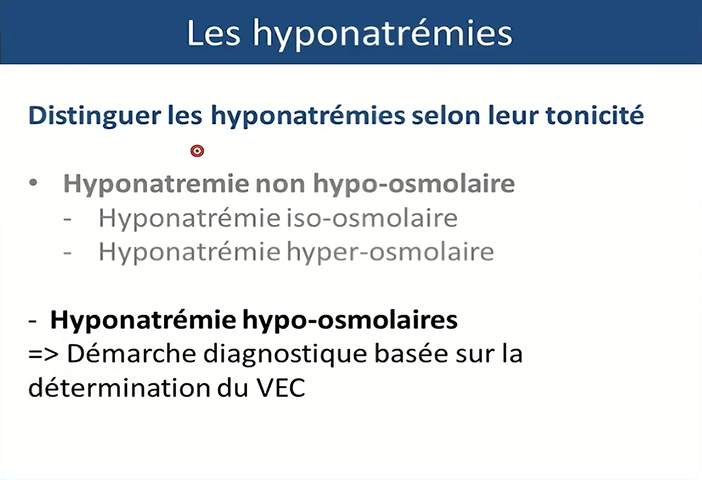 Les hyponatrémies
Distinguer les hyponatrémies selon leur tonicité
• Hyponatremie non hypo-osmolaire
- Hyponatrémie iso-osmolaire
- Hyponatrémie hyper-osmolaire
- Hyponatrémie hypo-osmolaires
=> Démarche diagnostique basée sur la
détermination du VEC